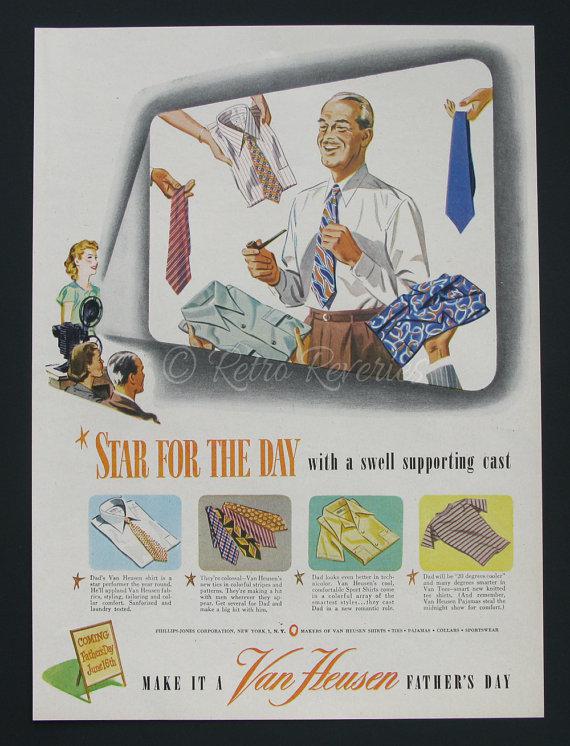 © Retro Reveries
STAR FOR THE DAY with a swell supporting cast
Dad's Van Heusen shirt is a
star performer the year round.
He'll applaud Van Heusen fab-
rics, styling, tailoring and col-
lar comfort. Sanforized and
laundry tested.
They're colossal—Van Heusen's
new ties in colorful stripes and
patterns. They're making a hit
with men wherever they ap-
pear. Get several for Dad and
make a big hit with him.
Dad looks even better in tech-
nicolor. Van Heusen's cool,
comfortable Sport Shirts come
in a colorful array of the
smartest styles...they cast
Dad in a new romantic role.
Dad will be "20 degrees cooler"
and many degrees smarter in
Van Tees—smart new knitted
tee shirts. (And remember,
Van Heusen Pajamas steal the
midnight show for comfort.)
PHILLIPS-JONES CORPORATION, NEW YORK 1, N. Y. MAKERS OF VAN HEUSEN SHIRTS • TIES • PAJAMAS • COLLARS • SPORTSWEAR
COMING
Father's Day
June 16th
MAKE IT A Van Heusen FATHER'S DAY